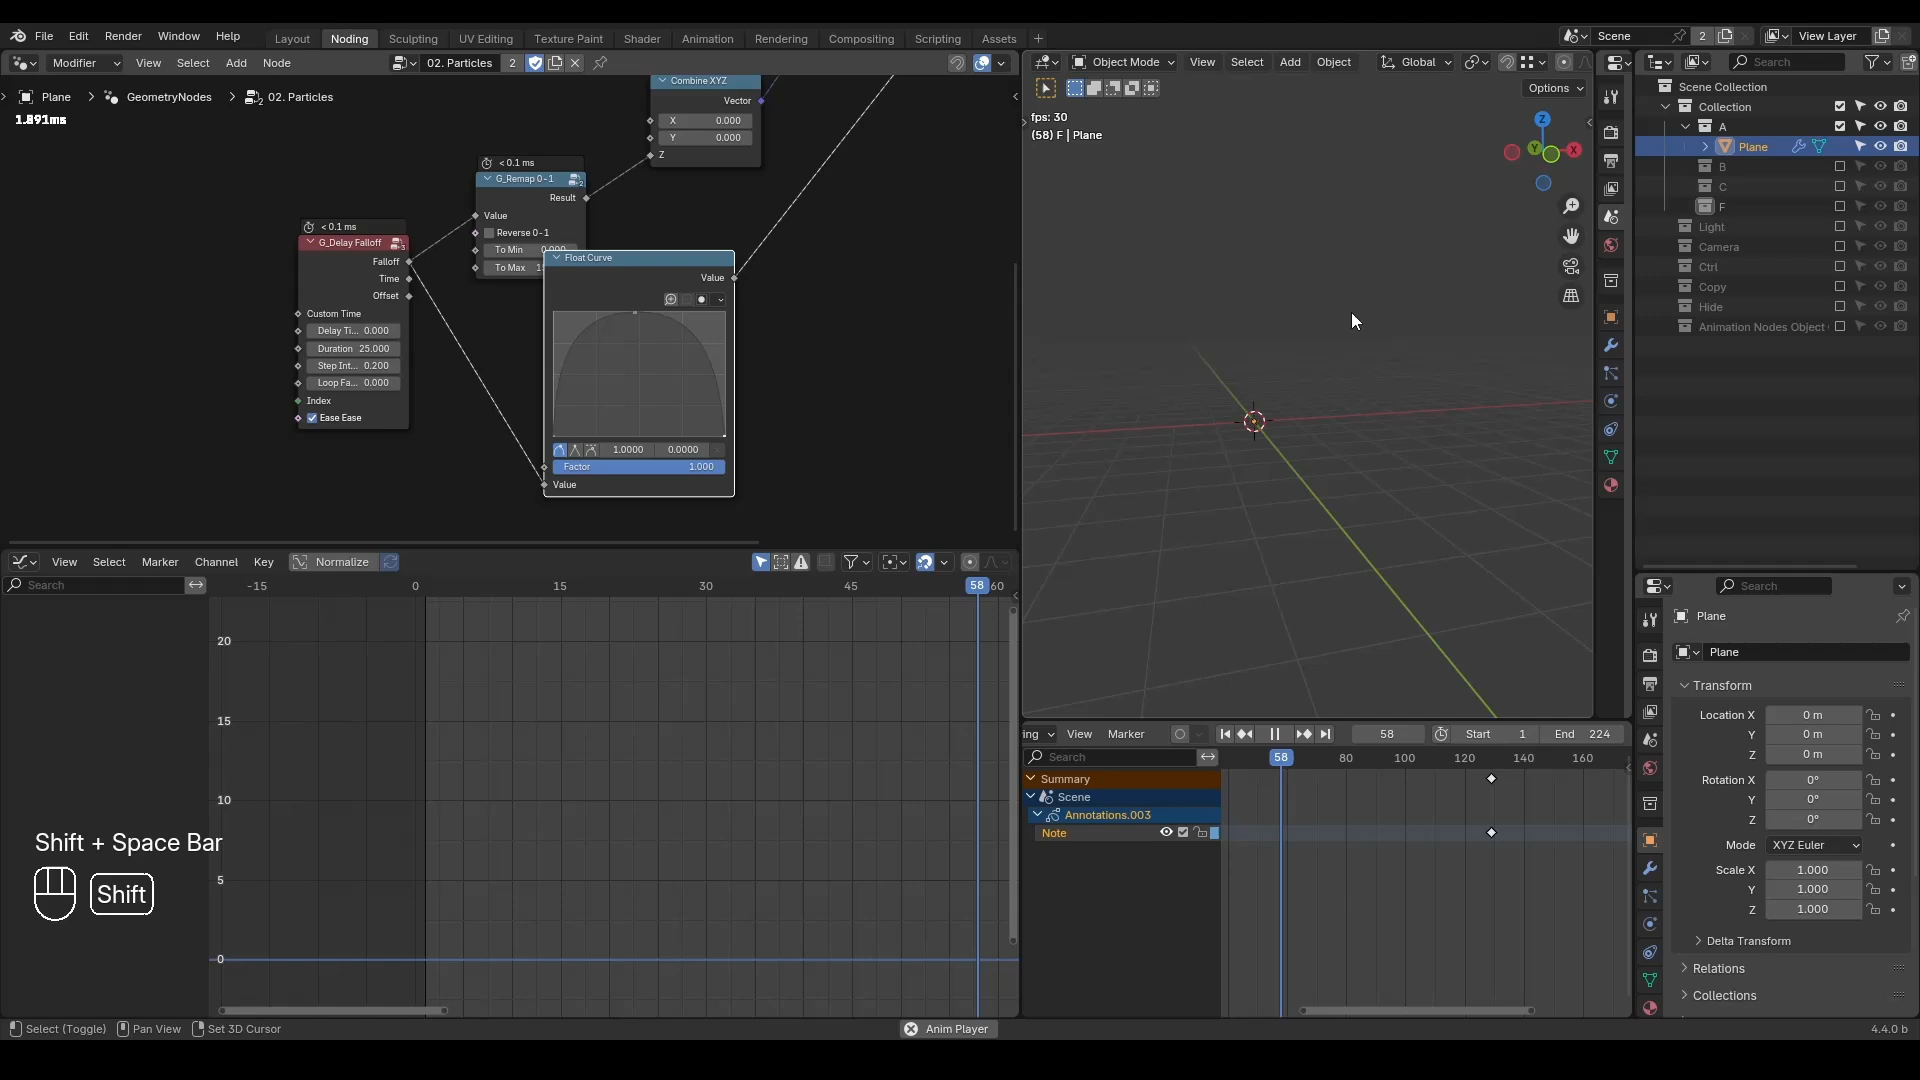 File Edit Render Window Help Layout Noding Sculpting UV Editing Texture Paint Shader Animation Rendering Compositing Scripting Assets Scene 2 View Layer
Modifier View Select Add Node 02. Particles 2
Object Mode View Select Add Object Global
Search
Plane GeometryNodes 02. Particles
Options
fps: 30
(58) F | Plane
Combine XYZ
Vector
X 0.000
Y 0.000
Z
< 0.1 ms
G_Remap 0-1
Result
Value
Reverse 0-1
To Min 0.000
To Max
< 0.1 ms
G_Delay Falloff
Falloff
Time
Offset
Custom Time
Delay Ti... 0.000
Duration 25.000
Step Int... 0.200
Loop Fa... 0.000
Index
Ease Ease
Float Curve
Value
1.0000 0.0000
Factor 1.000
Value
Z
Y
X
Scene Collection
Collection
A
Plane
B
C
F
Light
Camera
Ctrl
Copy
Hide
Animation Nodes Object
View Select Marker Channel Key Normalize
Search
-15 0 15 30 45 58 60
20
15
10
5
0
Shift + Space Bar
Shift
ing View Marker 58 Start 1 End 224
Search
58 80 100 120 140 160
Summary
Scene
Annotations.003
Note
Search
Plane
Plane
Transform
Location X 0 m
Y 0 m
Z 0 m
Rotation X 0°
Y 0°
Z 0°
Mode XYZ Euler
Scale X 1.000
Y 1.000
Z 1.000
Delta Transform
Relations
Collections
Select (Toggle) Pan View Set 3D Cursor Anim Player 4.4.0 b